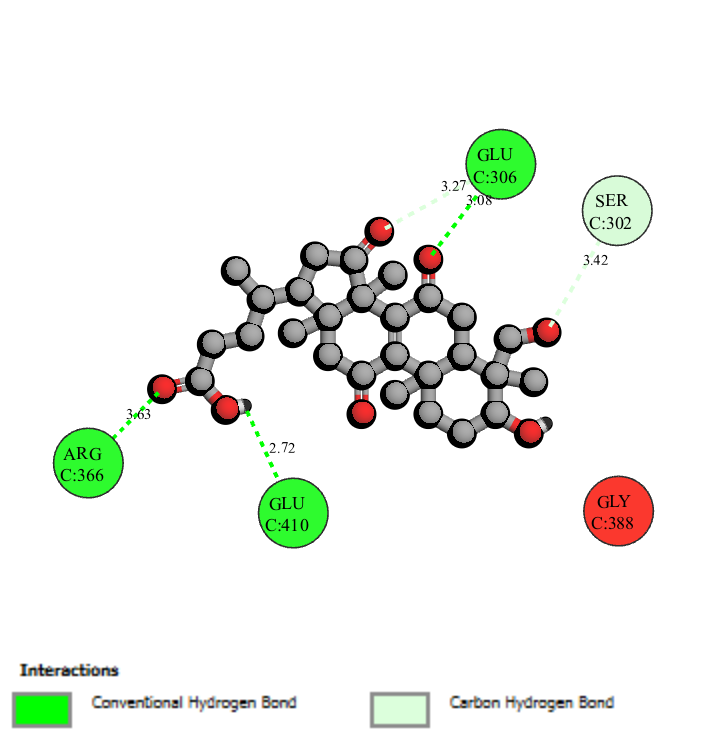 GLU
C:306
3.27
3.08
SER
C:302
3.42
3.63
ARG
C:366
2.72
GLU
C:410
GLY
C:388
Interactions
Conventional Hydrogen Bond
Carbon Hydrogen Bond